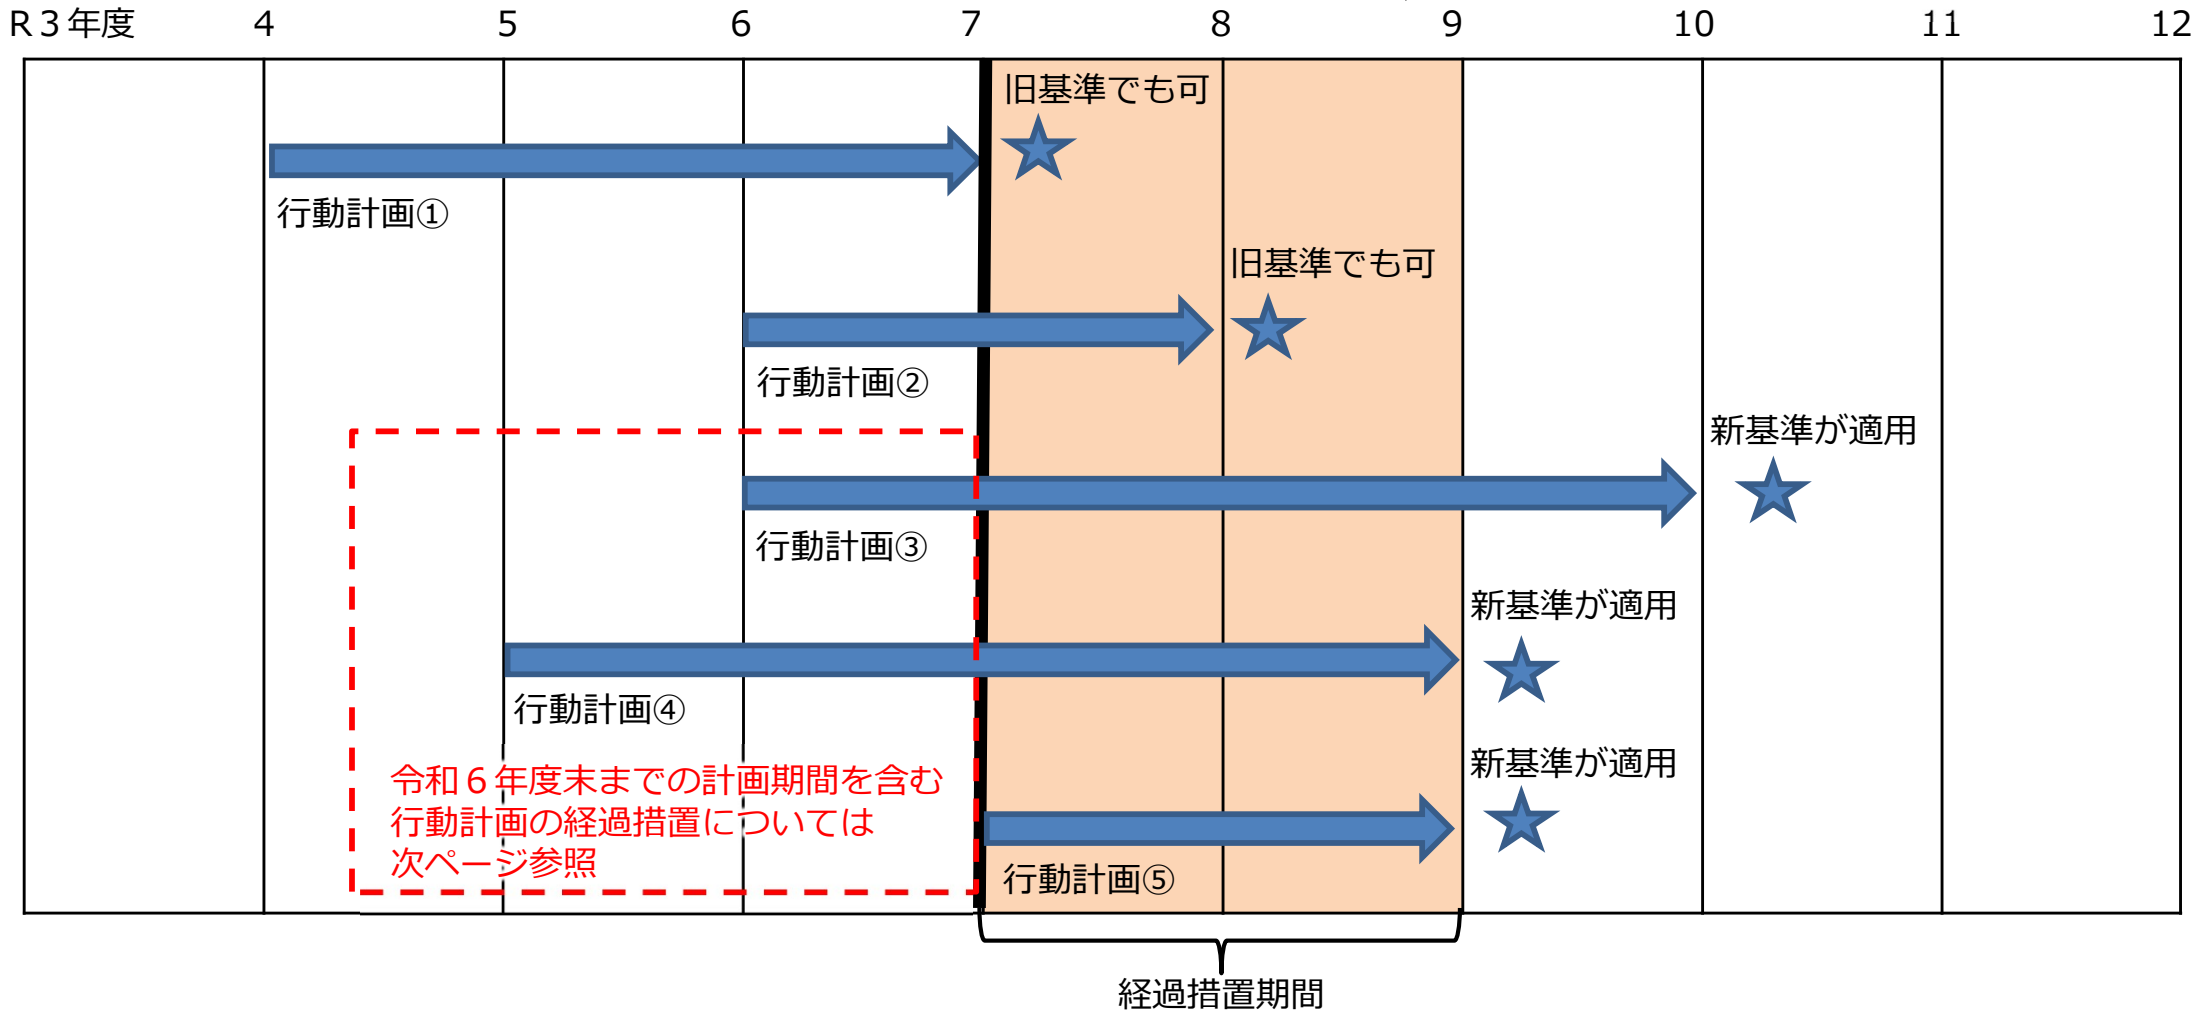 R３年度 4 5 6 7 8 9 10 11 12
旧基準でも可
行動計画①
旧基準でも可
行動計画②
新基準が適用
行動計画③
新基準が適用
行動計画④
新基準が適用
令和６年度末までの計画期間を含む
行動計画の経過措置については
次ページ参照
行動計画⑤
経過措置期間